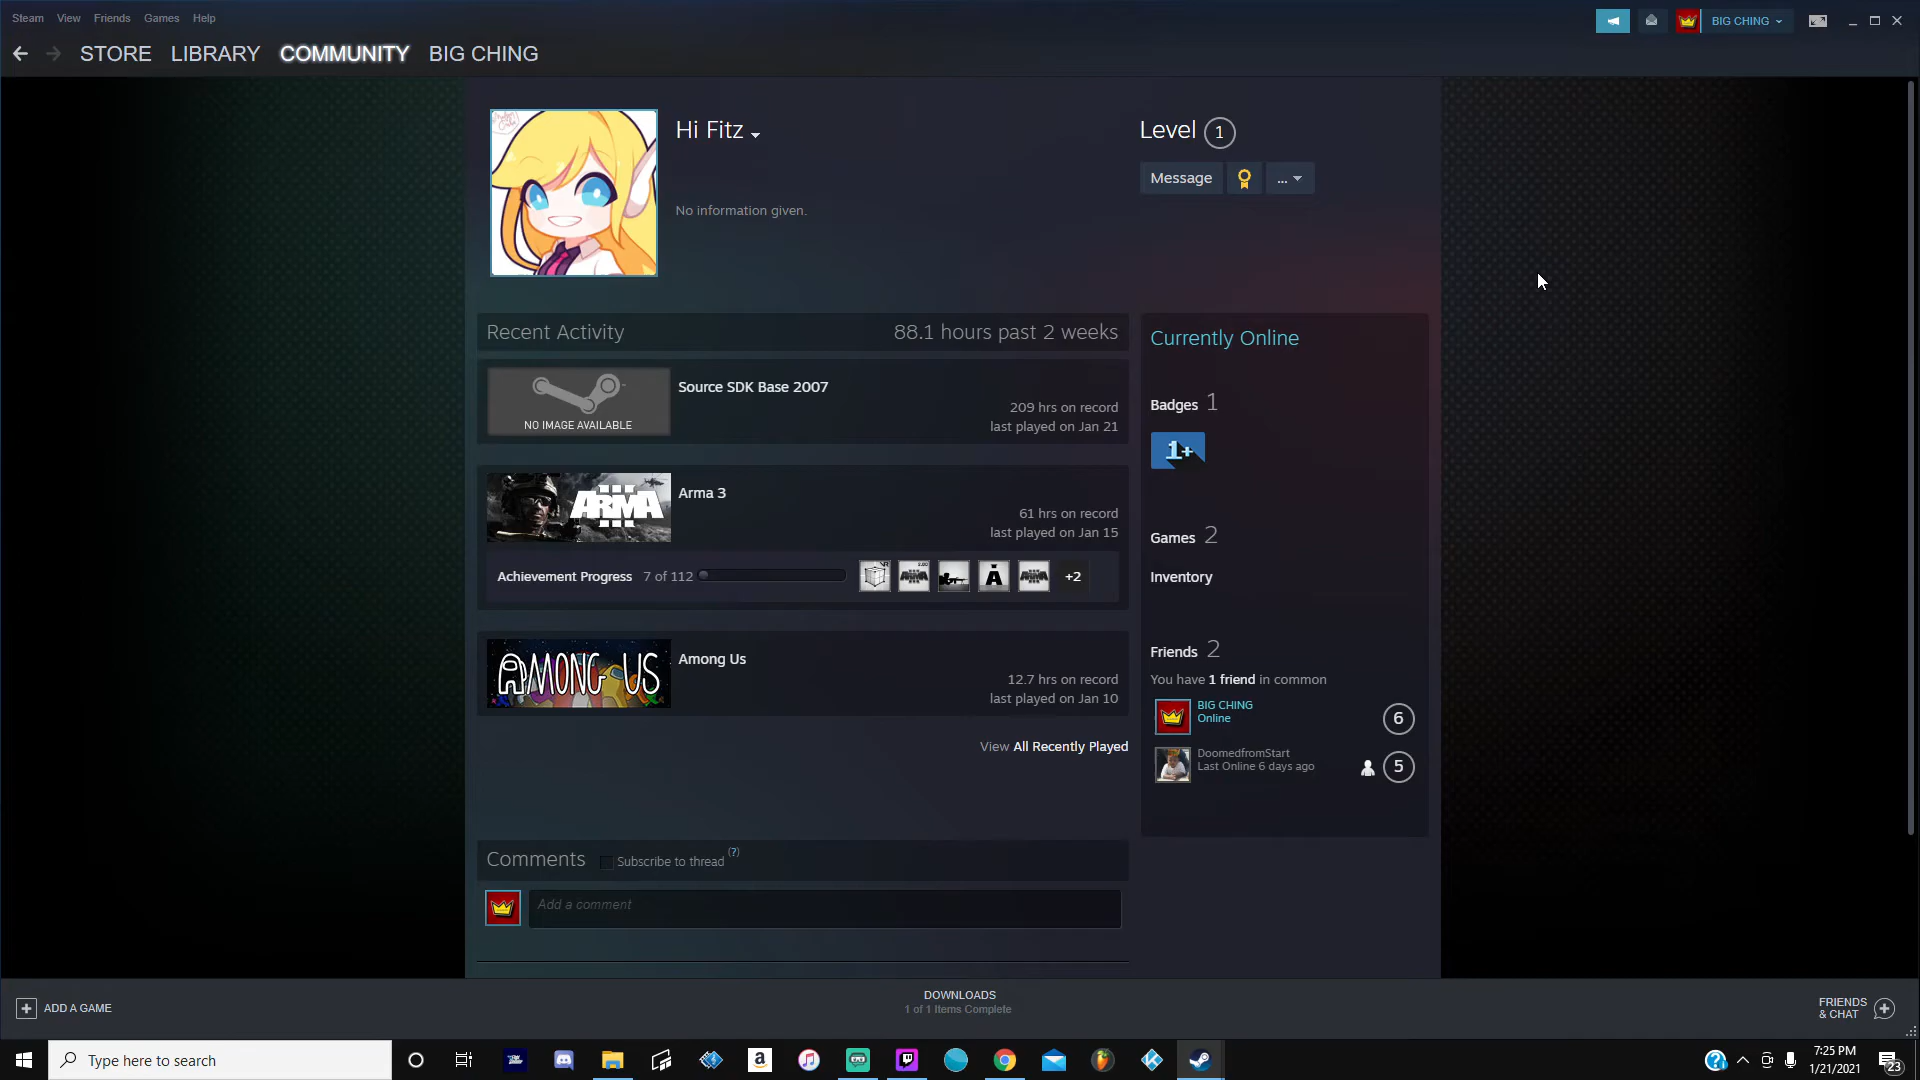 Steam View Friends Games Help
BIG CHING
STORE LIBRARY COMMUNITY BIG CHING
Hi Fitz
Level 1
Message ...
No information given.
Recent Activity 88.1 hours past 2 weeks
Currently Online
NO IMAGE AVAILABLE
Source SDK Base 2007
209 hrs on record
last played on Jan 21
Badges 1
1+
ARMA III
Arma 3
61 hrs on record
last played on Jan 15
Games 2
Inventory
Achievement Progress 7 of 112
+2
AMONG US
Among Us
12.7 hrs on record
last played on Jan 10
Friends 2
You have 1 friend in common
BIG CHING
Online
6
DoomedfromStart
Last Online 6 days ago
5
View All Recently Played
Comments Subscribe to thread (?)
Add a comment
ADD A GAME
DOWNLOADS
1 of 1 Items Complete
FRIENDS
& CHAT
Type here to search
7:25 PM
1/21/2021
23